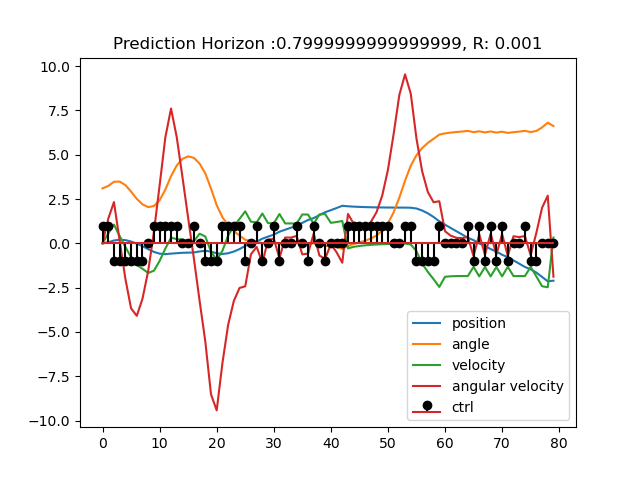 Prediction Horizon :0.7999999999999999, R: 0.001
10.0
7.5
5.0
2.5
0.0
−2.5
−5.0
−7.5
−10.0
position
angle
velocity
angular velocity
ctrl
0 10 20 30 40 50 60 70 80